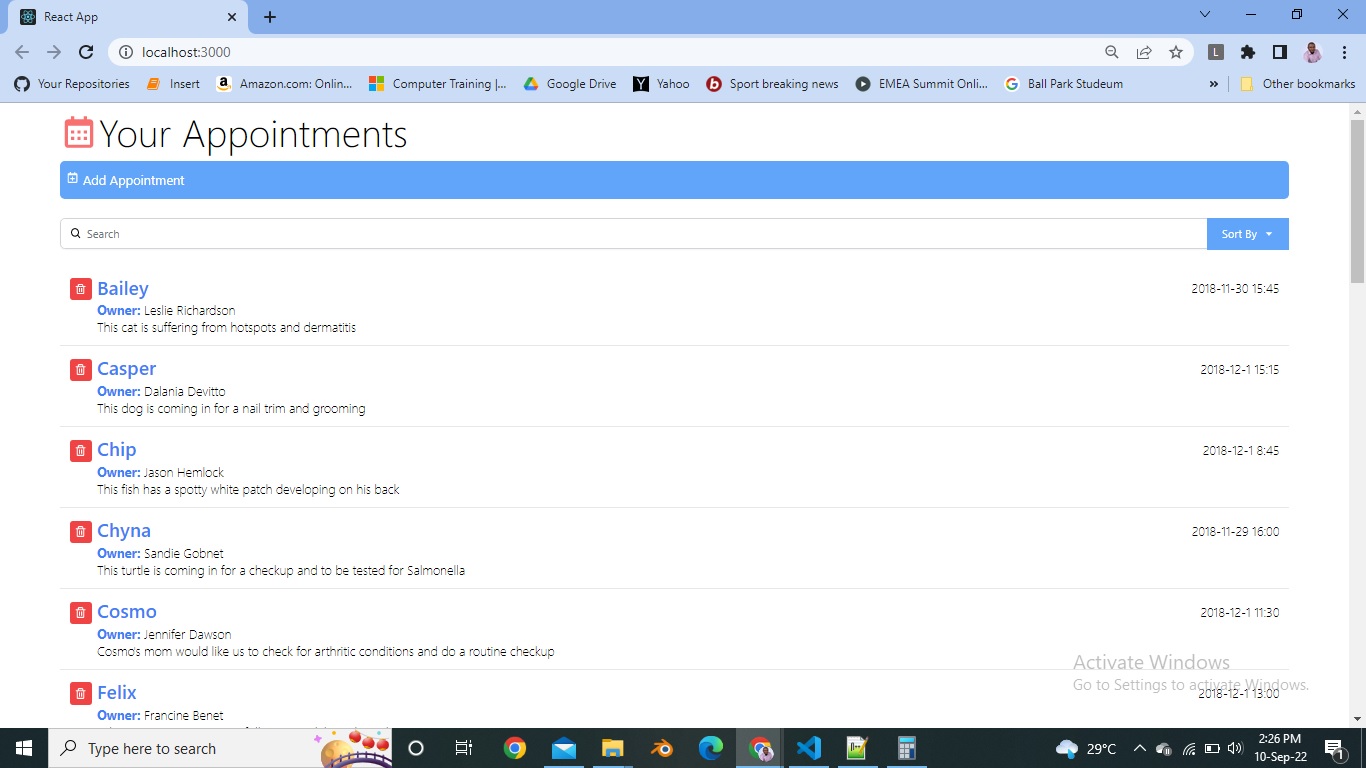 React App
localhost:3000
L
Your Repositories
Insert
Amazon.com: Onlin...
Computer Training |...
Google Drive
Yahoo
Sport breaking news
EMEA Summit Onli...
Ball Park Studeum
»
Other bookmarks
Your Appointments
Add Appointment
Search
Sort By
Bailey
2018-11-30 15:45
Owner: Leslie Richardson
This cat is suffering from hotspots and dermatitis
Casper
2018-12-1 15:15
Owner: Dalania Devitto
This dog is coming in for a nail trim and grooming
Chip
2018-12-1 8:45
Owner: Jason Hemlock
This fish has a spotty white patch developing on his back
Chyna
2018-11-29 16:00
Owner: Sandie Gobnet
This turtle is coming in for a checkup and to be tested for Salmonella
Cosmo
2018-12-1 11:30
Owner: Jennifer Dawson
Cosmo's mom would like us to check for arthritic conditions and do a routine checkup
Activate Windows
Go to Settings to activate Windows.
Felix
2018-12-1 13:00
Owner: Francine Benet
Type here to search
29°C
2:26 PM
10-Sep-22
1